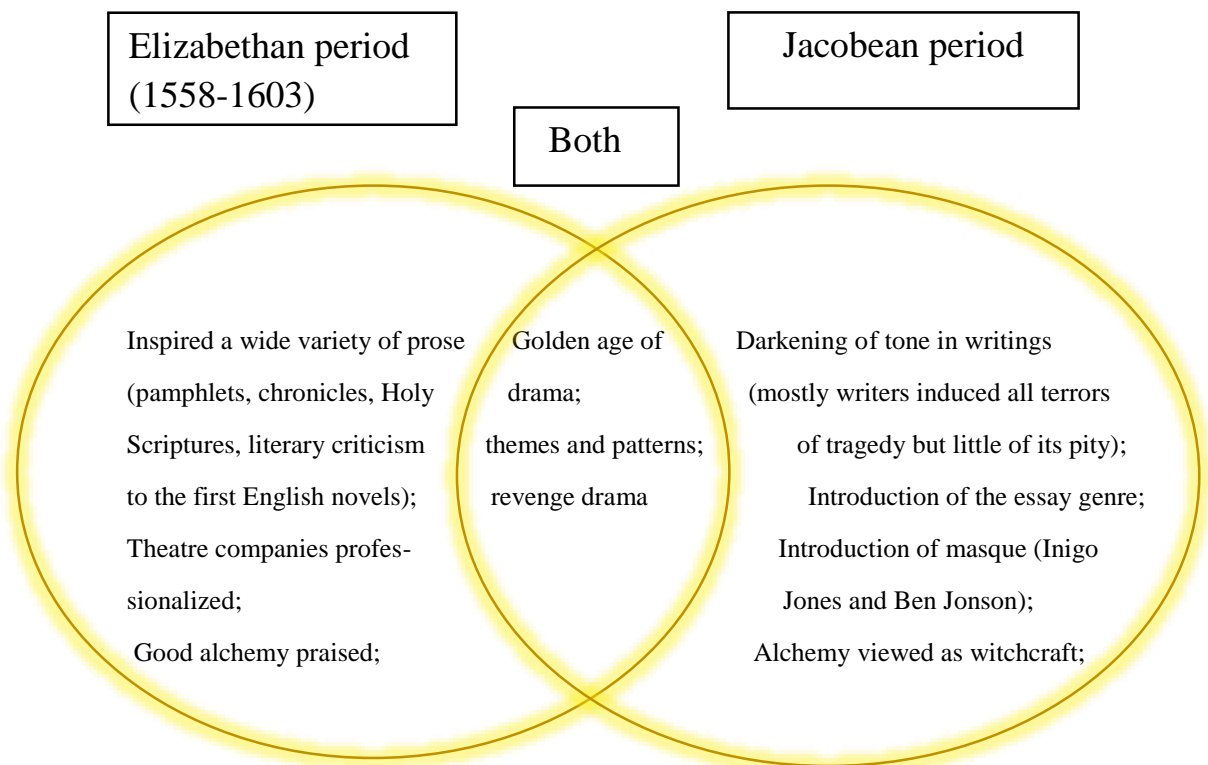 Elizabethan period
(1558-1603)
Jacobean period
Both
Inspired a wide variety of prose
(pamphlets, chronicles, Holy
Scriptures, literary criticism
to the first English novels);
Theatre companies profes-
sionalized;
Good alchemy praised;
Golden age of
drama;
themes and patterns;
revenge drama
Darkening of tone in writings
(mostly writers induced all terrors
of tragedy but little of its pity);
Introduction of the essay genre;
Introduction of masque (Inigo
Jones and Ben Jonson);
Alchemy viewed as witchcraft;